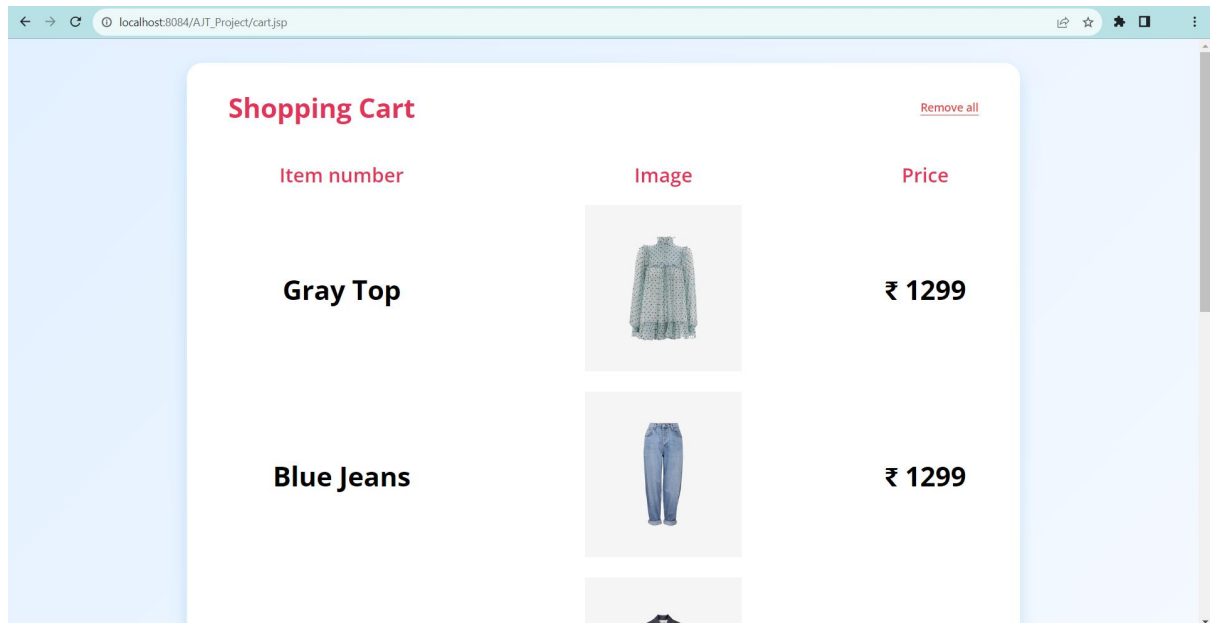 localhost:8084/AJT_Project/cart.jsp
Shopping Cart
Remove all
Item number Image Price
Gray Top ₹ 1299
Blue Jeans ₹ 1299